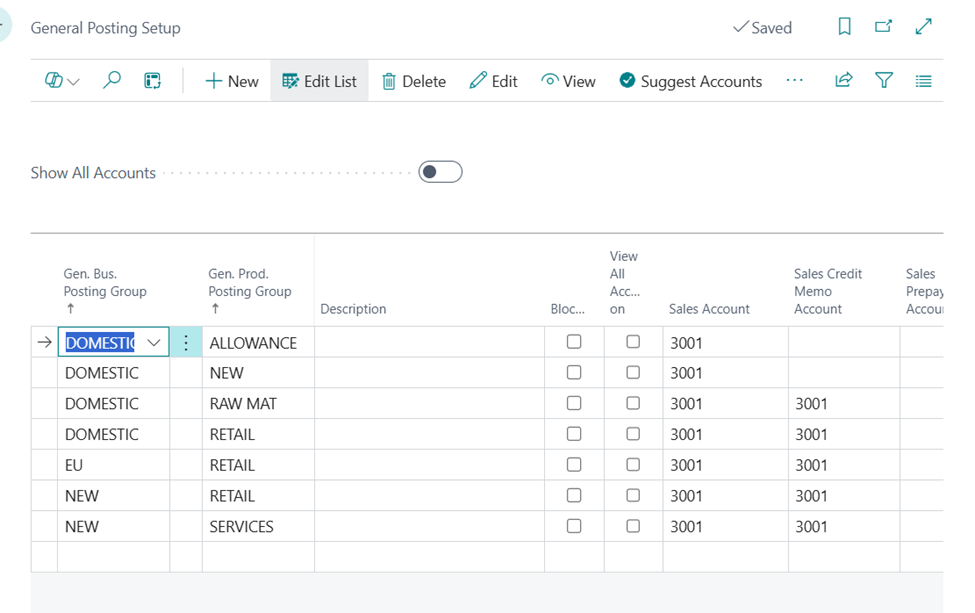 General Posting Setup
Saved
New Edit List Delete Edit View Suggest Accounts ...
Show All Accounts
Gen. Bus. Posting Group ↑
Gen. Prod. Posting Group ↑
Description
Bloc...
View All Acc... on
Sales Account
Sales Credit Memo Account
Sales Prepay Accou
DOMESTIC ALLOWANCE 3001
DOMESTIC NEW 3001
DOMESTIC RAW MAT 3001 3001
DOMESTIC RETAIL 3001 3001
EU RETAIL 3001 3001
NEW RETAIL 3001 3001
NEW SERVICES 3001 3001